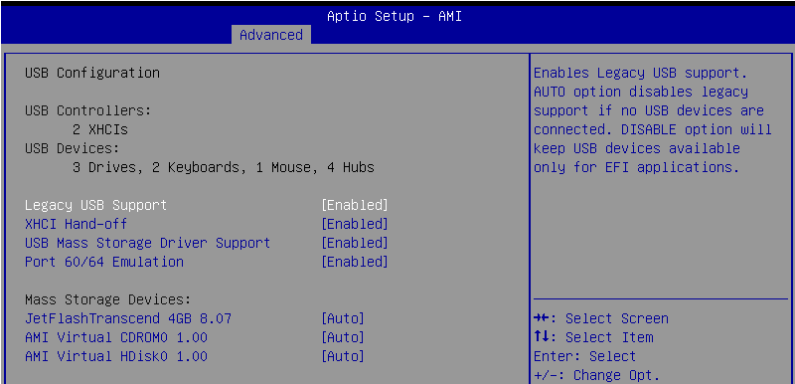 Aptio Setup – AMI
Advanced
USB Configuration
USB Controllers:
2 XHCIs
USB Devices:
3 Drives, 2 Keyboards, 1 Mouse, 4 Hubs
Legacy USB Support [Enabled]
XHCI Hand-off [Enabled]
USB Mass Storage Driver Support [Enabled]
Port 60/64 Emulation [Enabled]
Mass Storage Devices:
JetFlashTranscend 4GB 8.07 [Auto]
AMI Virtual CDROM0 1.00 [Auto]
AMI Virtual HDisk0 1.00 [Auto]
Enables Legacy USB support.
AUTO option disables legacy
support if no USB devices are
connected. DISABLE option will
keep USB devices available
only for EFI applications.
→←: Select Screen
↑↓: Select Item
Enter: Select
+/-: Change Opt.